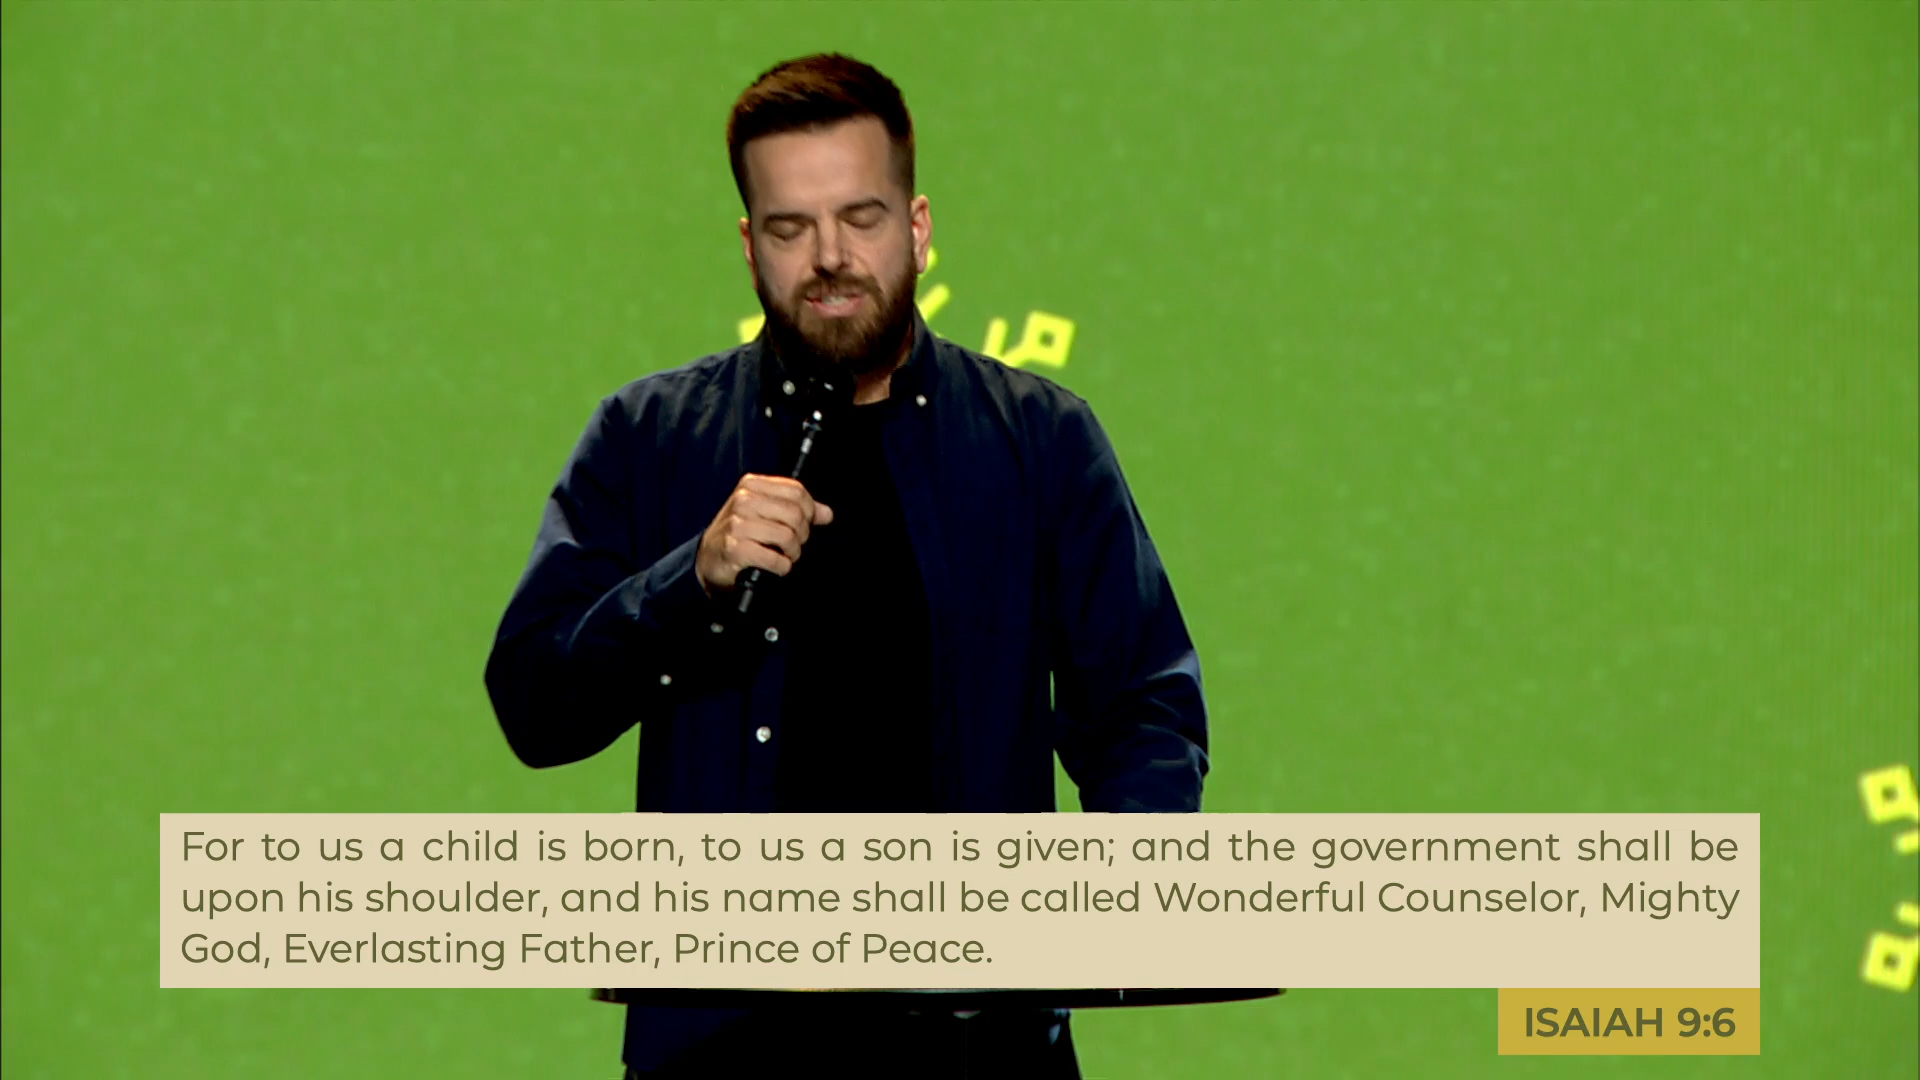 For to us a child is born, to us a son is given; and the government shall be
upon his shoulder, and his name shall be called Wonderful Counselor, Mighty
God, Everlasting Father, Prince of Peace.
ISAIAH 9:6